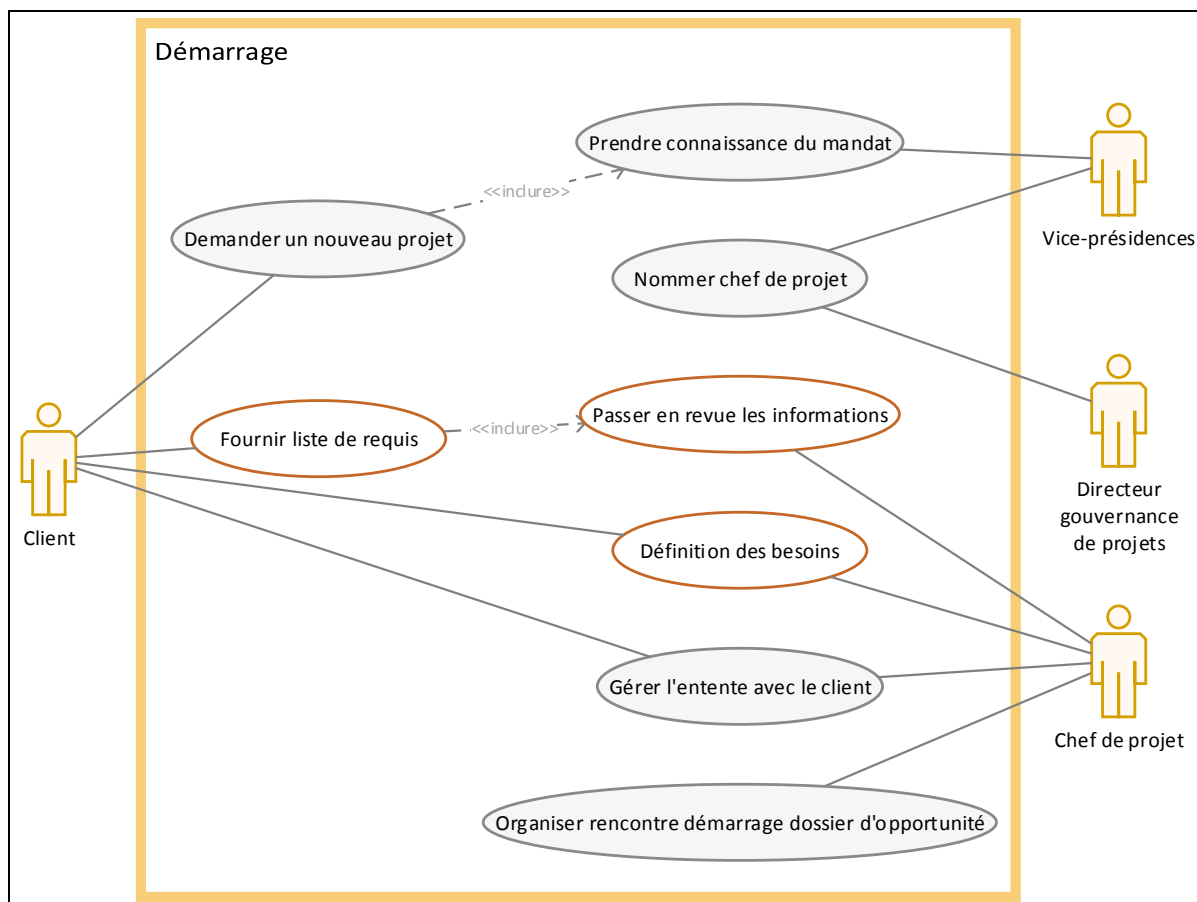 Démarrage
Prendre connaissance du mandat
<<inclure>>
Demander un nouveau projet
Vice-présidences
Nommer chef de projet
Passer en revue les informations
<<inclure>>
Fournir liste de requis
Directeur
gouvernance
de projets
Client
Définition des besoins
Gérer l'entente avec le client
Chef de projet
Organiser rencontre démarrage dossier d'opportunité